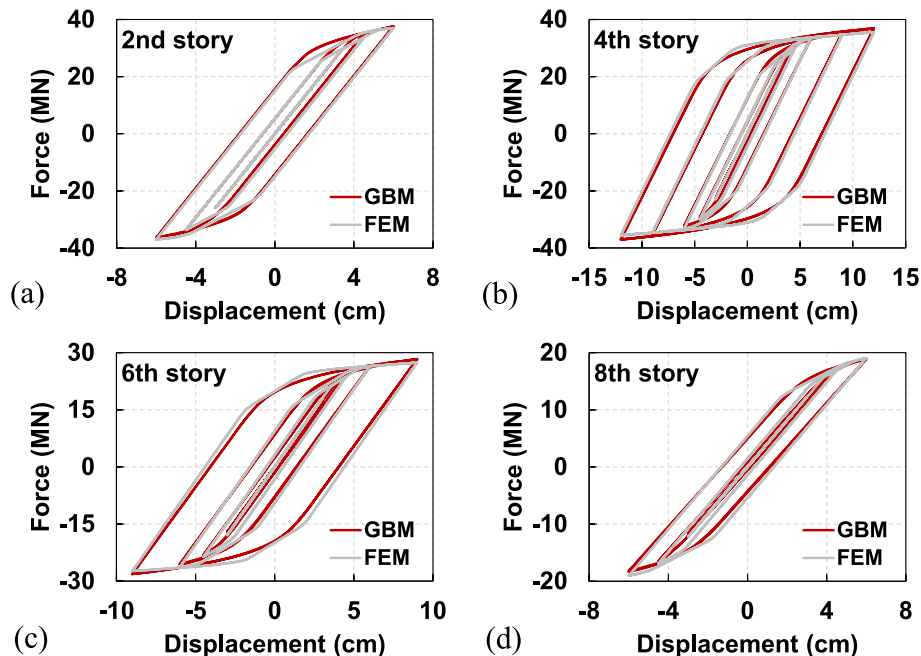 2nd story
Force (MN)
40
20
0
-20
-40
-8
-4
0
4
8
GBM
FEM
Displacement (cm)
(a)
4th story
Force (MN)
40
20
0
-20
-40
-15
-10
-5
0
5
10
15
GBM
FEM
Displacement (cm)
(b)
6th story
Force (MN)
30
15
0
-15
-30
-10
-5
0
5
10
GBM
FEM
Displacement (cm)
(c)
8th story
Force (MN)
20
10
0
-10
-20
-8
-4
0
4
8
GBM
FEM
Displacement (cm)
(d)